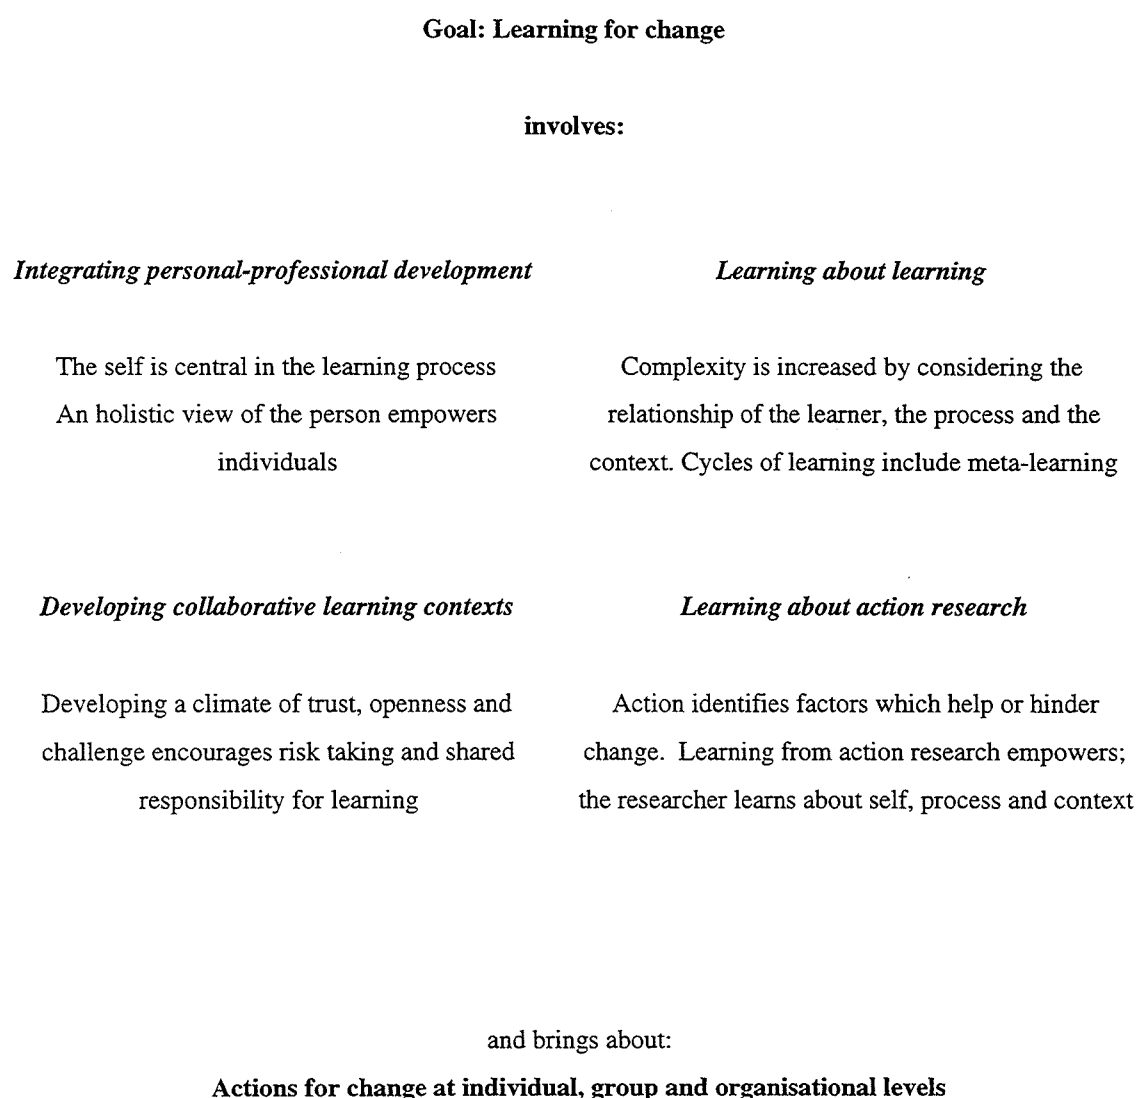 Goal: Learning for change
involves:
Integrating personal-professional development
The self is central in the learning process
An holistic view of the person empowers
individuals
Learning about learning
Complexity is increased by considering the
relationship of the learner, the process and the
context. Cycles of learning include meta-learning
Developing collaborative learning contexts
Developing a climate of trust, openness and
challenge encourages risk taking and shared
responsibility for learning
Learning about action research
Action identifies factors which help or hinder
change.  Learning from action research empowers;
the researcher learns about self, process and context
and brings about:
Actions for change at individual, group and organisational levels